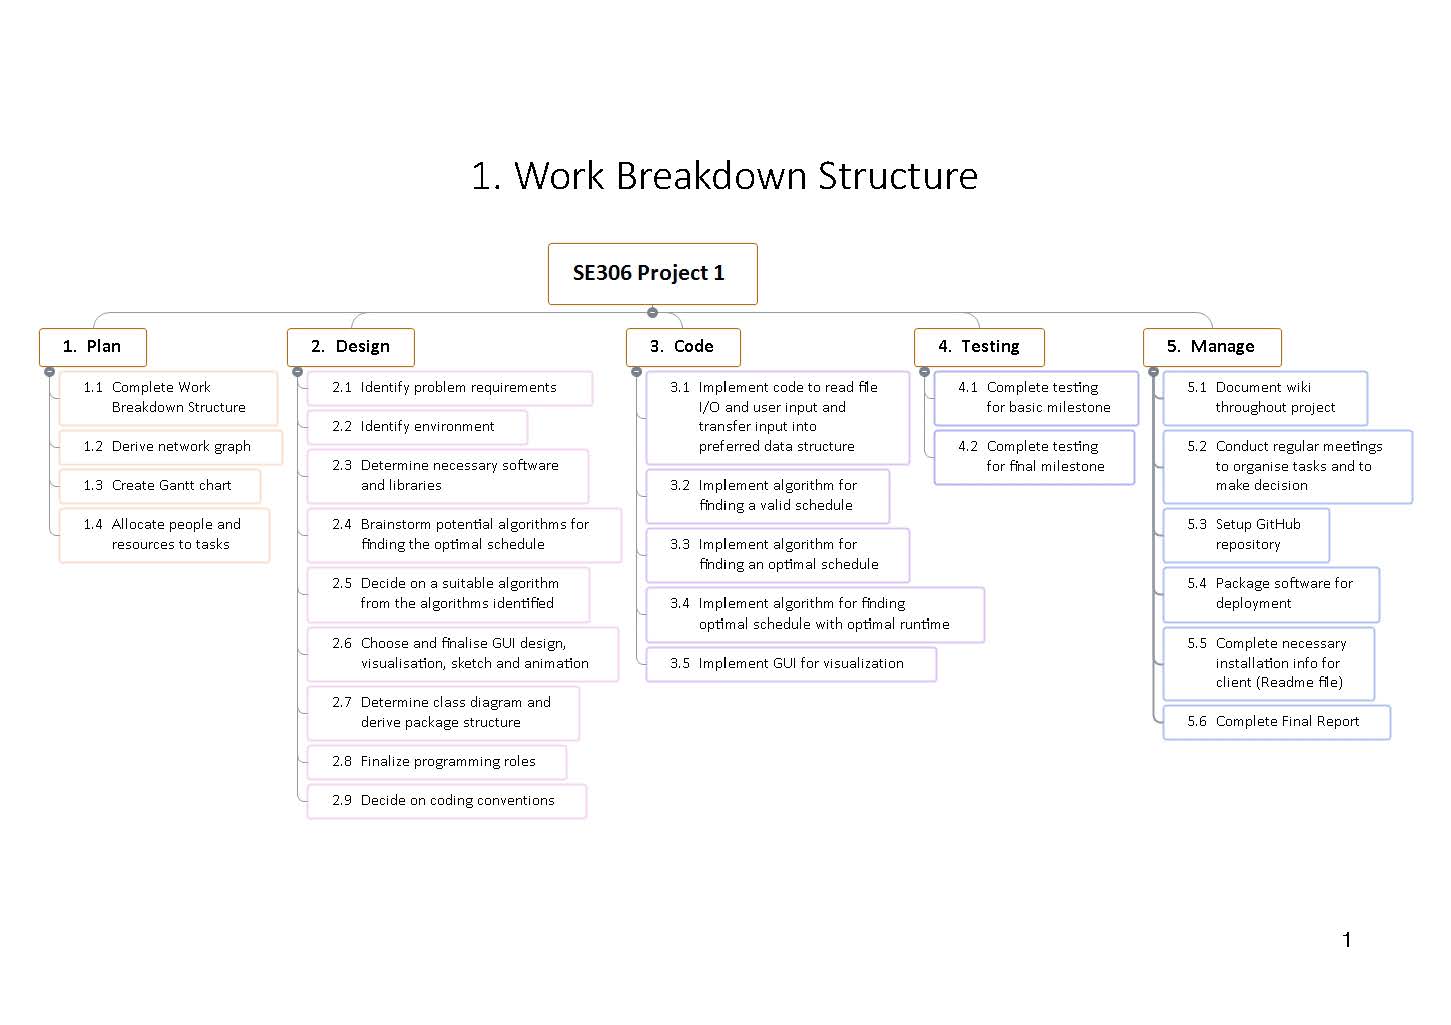 1. Work Breakdown Structure
SE306 Project 1
1. Plan
1.1 Complete Work
Breakdown Structure
1.2 Derive network graph
1.3 Create Gantt chart
1.4 Allocate people and
resources to tasks
2. Design
2.1 Identify problem requirements
2.2 Identify environment
2.3 Determine necessary software
and libraries
2.4 Brainstorm potential algorithms for
finding the optimal schedule
2.5 Decide on a suitable algorithm
from the algorithms identified
2.6 Choose and finalise GUI design,
visualisation, sketch and animation
2.7 Determine class diagram and
derive package structure
2.8 Finalize programming roles
2.9 Decide on coding conventions
3. Code
3.1 Implement code to read file
I/O and user input and
transfer input into
preferred data structure
3.2 Implement algorithm for
finding a valid schedule
3.3 Implement algorithm for
finding an optimal schedule
3.4 Implement algorithm for finding
optimal schedule with optimal runtime
3.5 Implement GUI for visualization
4. Testing
4.1 Complete testing
for basic milestone
4.2 Complete testing
for final milestone
5. Manage
5.1 Document wiki
throughout project
5.2 Conduct regular meetings
to organise tasks and to
make decision
5.3 Setup GitHub
repository
5.4 Package software for
deployment
5.5 Complete necessary
installation info for
client (Readme file)
5.6 Complete Final Report
1